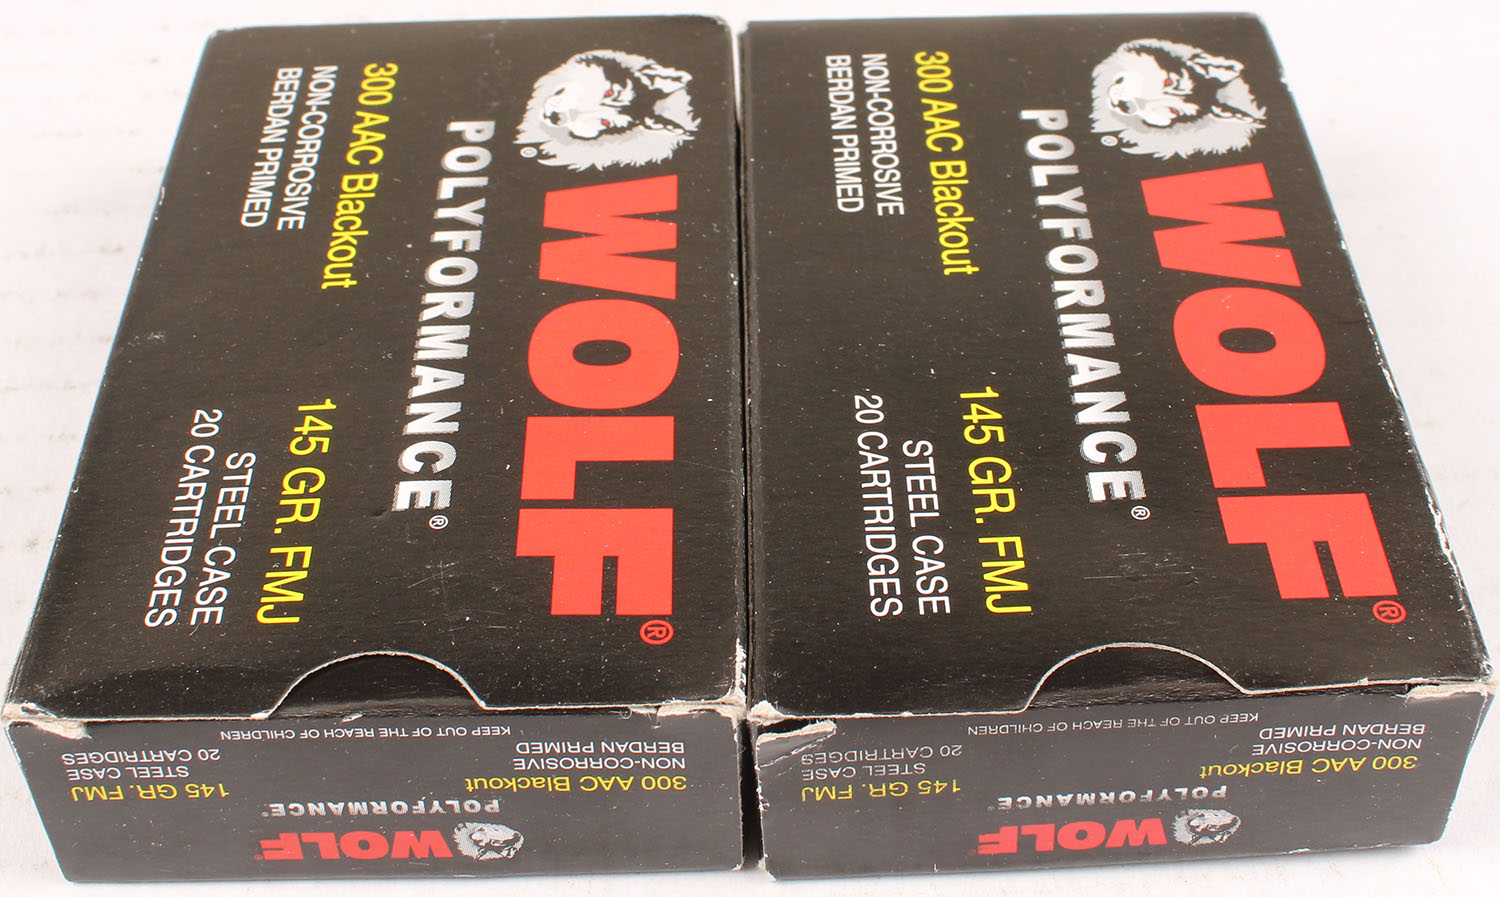 WOLF®
POLYFORMANCE®
300 AAC Blackout
NON-CORROSIVE
BERDAN PRIMED
145 GR. FMJ
STEEL CASE
20 CARTRIDGES
KEEP OUT OF THE REACH OF CHILDREN
WOLF®
POLYFORMANCE®
300 AAC Blackout
NON-CORROSIVE
BERDAN PRIMED
145 GR. FMJ
STEEL CASE
20 CARTRIDGES
WOLF®
POLYFORMANCE®
300 AAC Blackout
NON-CORROSIVE
BERDAN PRIMED
145 GR. FMJ
STEEL CASE
20 CARTRIDGES
KEEP OUT OF THE REACH OF CHILDREN
WOLF®
POLYFORMANCE®
300 AAC Blackout
NON-CORROSIVE
BERDAN PRIMED
145 GR. FMJ
STEEL CASE
20 CARTRIDGES